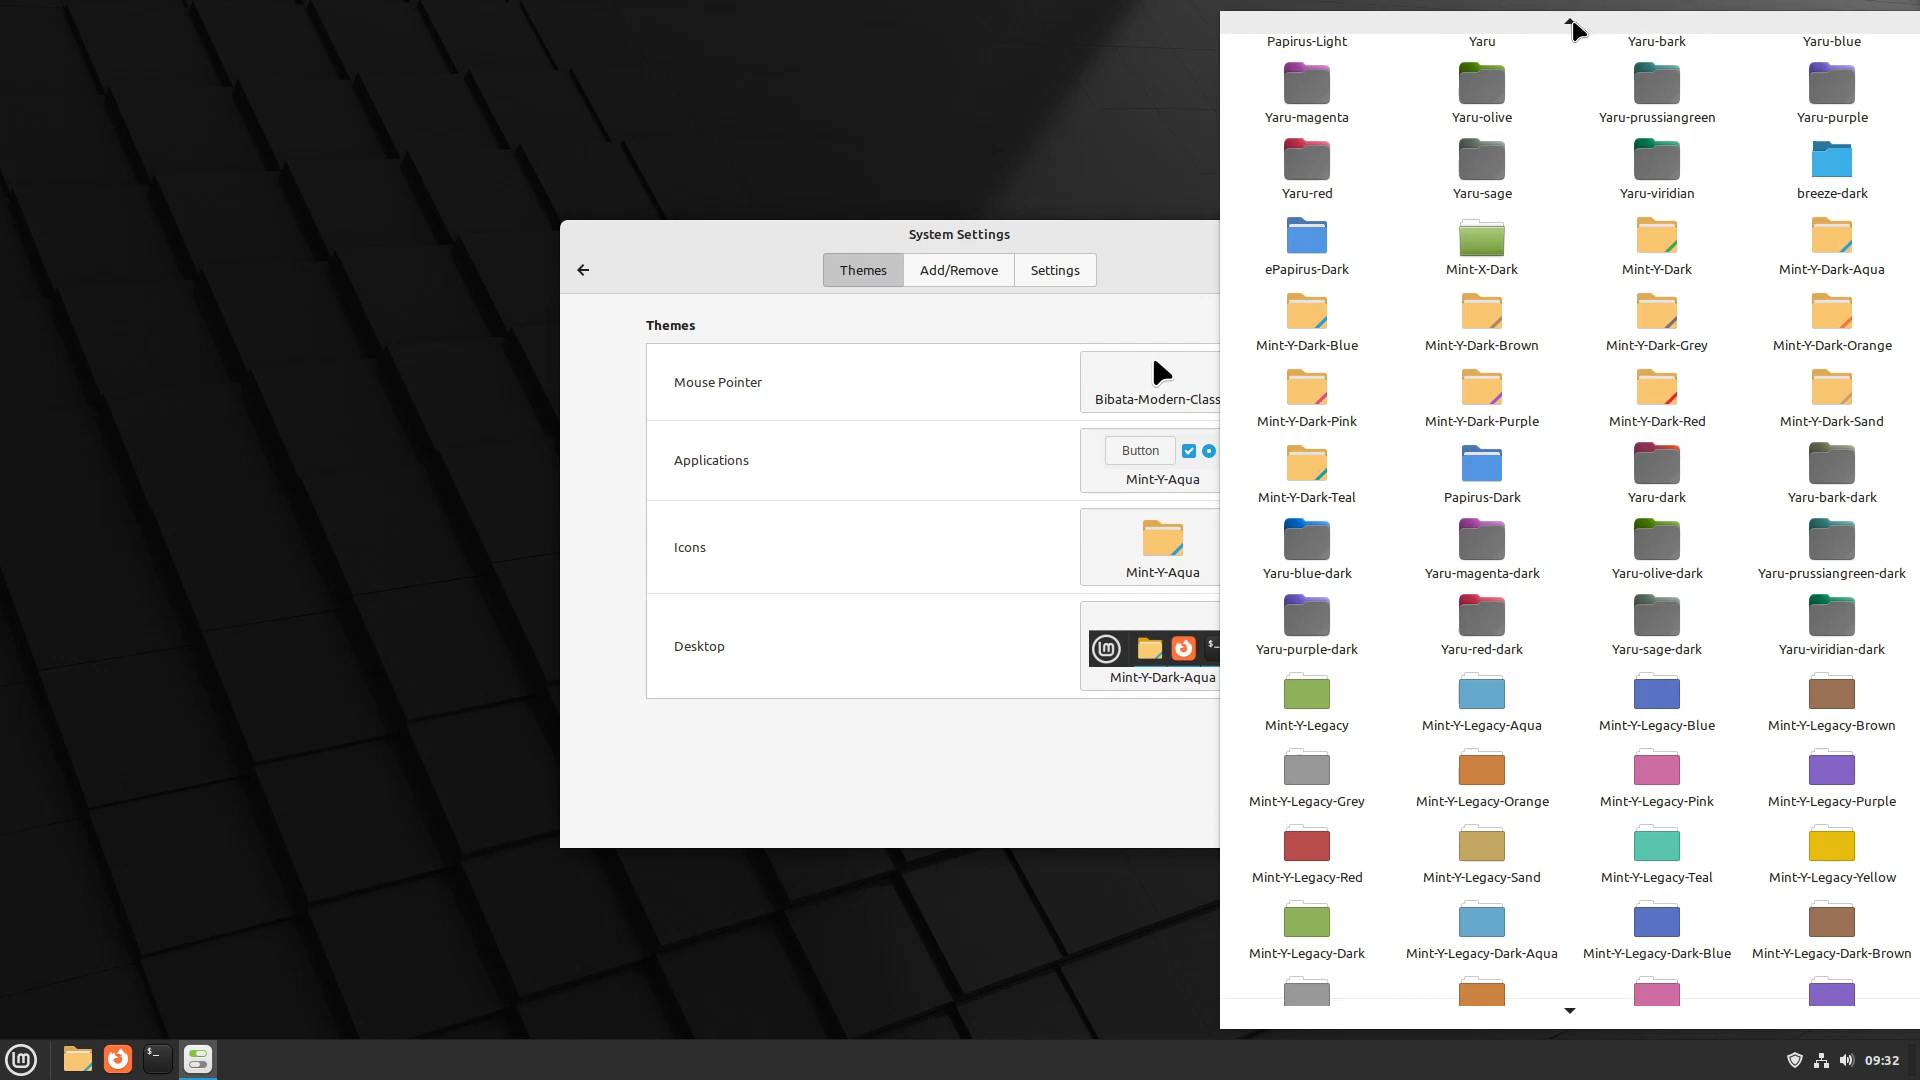 System Settings
Themes Add/Remove Settings
Themes
Mouse Pointer
Bibata-Modern-Class
Applications
Button
Mint-Y-Aqua
Icons
Mint-Y-Aqua
Desktop
$_
Mint-Y-Dark-Aqua
Papirus-Light Yaru Yaru-bark Yaru-blue
Yaru-magenta Yaru-olive Yaru-prussiangreen Yaru-purple
Yaru-red Yaru-sage Yaru-viridian breeze-dark
ePapirus-Dark Mint-X-Dark Mint-Y-Dark Mint-Y-Dark-Aqua
Mint-Y-Dark-Blue Mint-Y-Dark-Brown Mint-Y-Dark-Grey Mint-Y-Dark-Orange
Mint-Y-Dark-Pink Mint-Y-Dark-Purple Mint-Y-Dark-Red Mint-Y-Dark-Sand
Mint-Y-Dark-Teal Papirus-Dark Yaru-dark Yaru-bark-dark
Yaru-blue-dark Yaru-magenta-dark Yaru-olive-dark Yaru-prussiangreen-dark
Yaru-purple-dark Yaru-red-dark Yaru-sage-dark Yaru-viridian-dark
Mint-Y-Legacy Mint-Y-Legacy-Aqua Mint-Y-Legacy-Blue Mint-Y-Legacy-Brown
Mint-Y-Legacy-Grey Mint-Y-Legacy-Orange Mint-Y-Legacy-Pink Mint-Y-Legacy-Purple
Mint-Y-Legacy-Red Mint-Y-Legacy-Sand Mint-Y-Legacy-Teal Mint-Y-Legacy-Yellow
Mint-Y-Legacy-Dark Mint-Y-Legacy-Dark-Aqua Mint-Y-Legacy-Dark-Blue Mint-Y-Legacy-Dark-Brown
$_
09:32